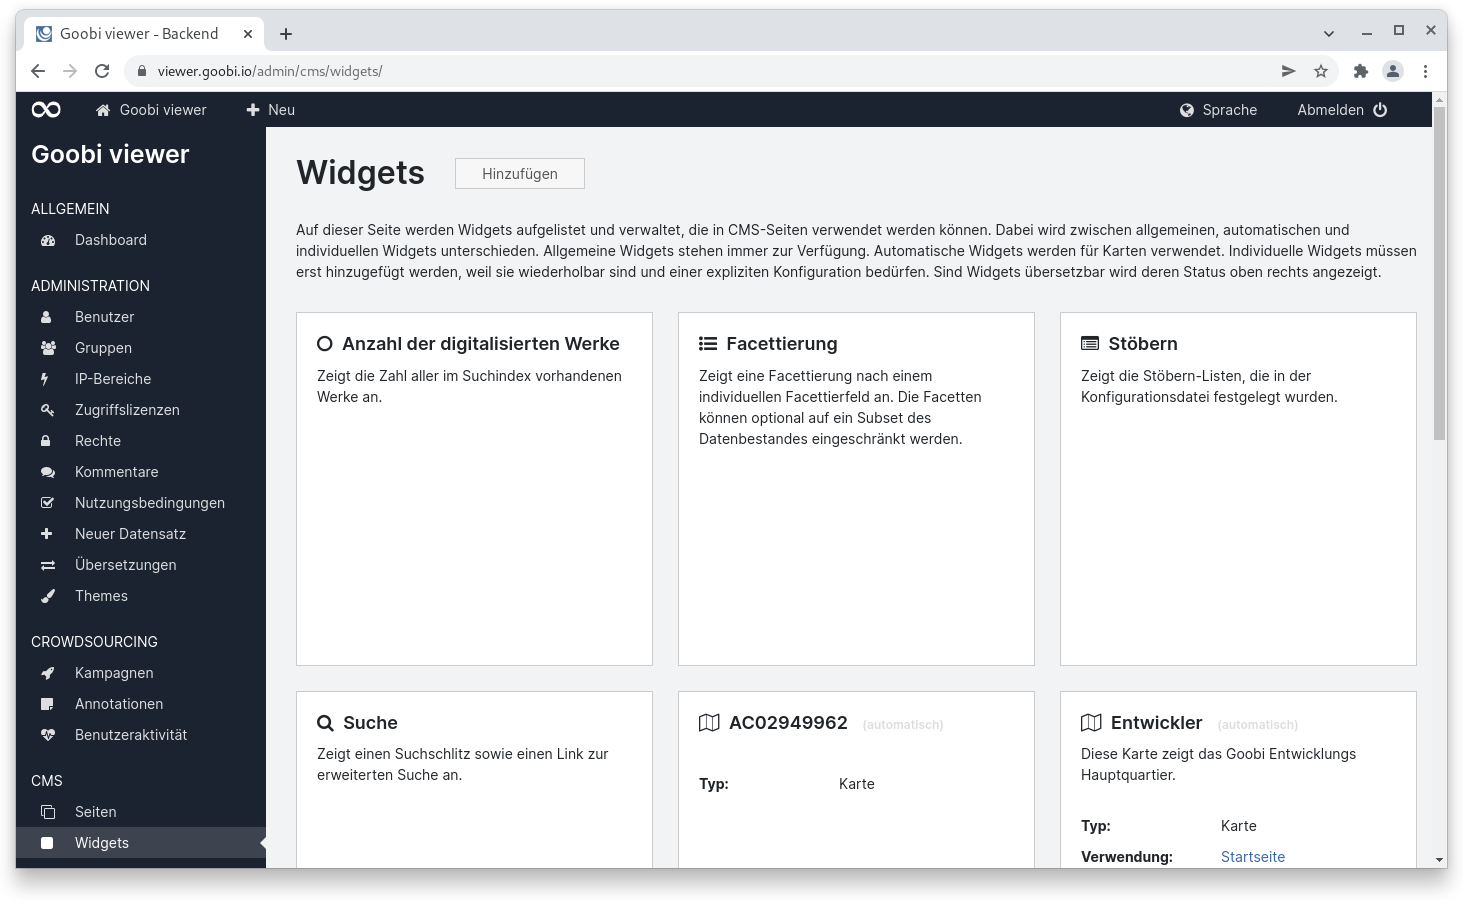 Goobi viewer - Backend
viewer.goobi.io/admin/cms/widgets/
Goobi viewer
Neu
Sprache
Abmelden
Goobi viewer
ALLGEMEIN
Dashboard
ADMINISTRATION
Benutzer
Gruppen
IP-Bereiche
Zugriffslizenzen
Rechte
Kommentare
Nutzungsbedingungen
Neuer Datensatz
Übersetzungen
Themes
CROWDSOURCING
Kampagnen
Annotationen
Benutzeraktivität
CMS
Seiten
Widgets
Widgets
Hinzufügen
Auf dieser Seite werden Widgets aufgelistet und verwaltet, die in CMS-Seiten verwendet werden können. Dabei wird zwischen allgemeinen, automatischen und
individuellen Widgets unterschieden. Allgemeine Widgets stehen immer zur Verfügung. Automatische Widgets werden für Karten verwendet. Individuelle Widgets müssen
erst hinzugefügt werden, weil sie wiederholbar sind und einer expliziten Konfiguration bedürfen. Sind Widgets übersetzbar wird deren Status oben rechts angezeigt.
Anzahl der digitalisierten Werke
Zeigt die Zahl aller im Suchindex vorhandenen
Werke an.
Facettierung
Zeigt eine Facettierung nach einem
individuellen Facettierfeld an. Die Facetten
können optional auf ein Subset des
Datenbestandes eingeschränkt werden.
Stöbern
Zeigt die Stöbern-Listen, die in der
Konfigurationsdatei festgelegt wurden.
Suche
Zeigt einen Suchschlitz sowie einen Link zur
erweiterten Suche an.
AC02949962 (automatisch)
Typ: Karte
Entwickler (automatisch)
Diese Karte zeigt das Goobi Entwicklungs
Hauptquartier.
Typ: Karte
Verwendung: Startseite